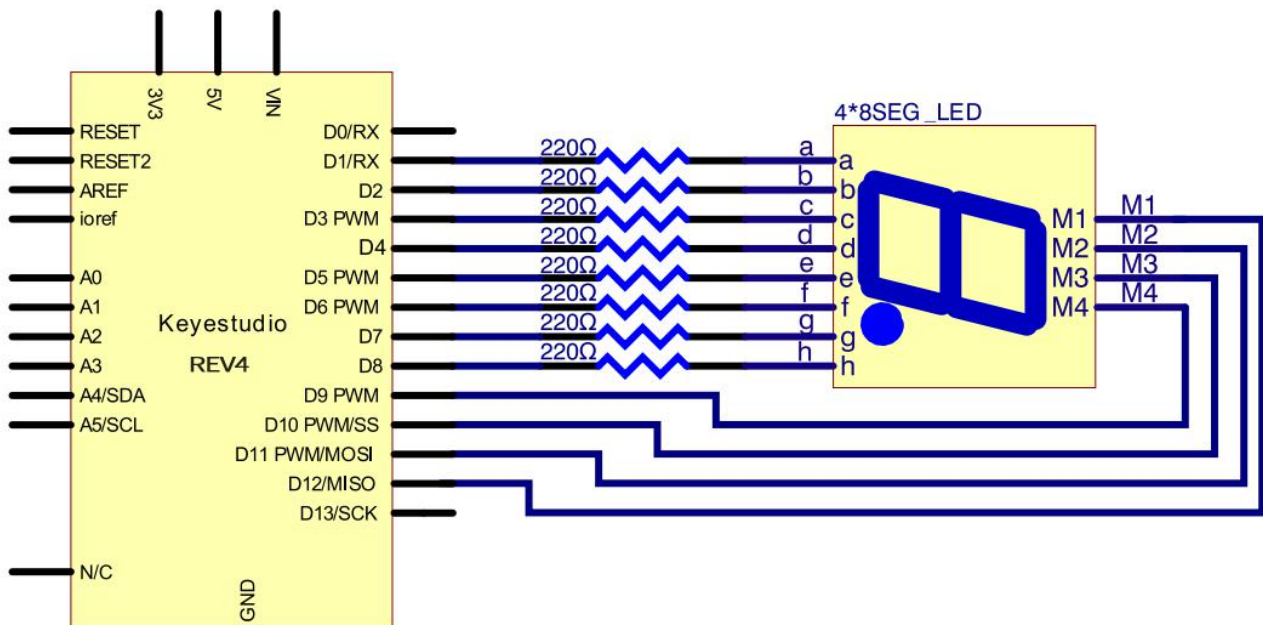 3V3
5V
VIN
RESET
RESET2
AREF
ioref
A0
A1
A2
A3
A4/SDA
A5/SCL
N/C
Keyestudio
REV4
GND
D0/RX
D1/RX
D2
D3 PWM
D4
D5 PWM
D6 PWM
D7
D8
D9 PWM
D10 PWM/SS
D11 PWM/MOSI
D12/MISO
D13/SCK
220Ω
220Ω
220Ω
220Ω
220Ω
220Ω
220Ω
220Ω
4*8SEG_LED
a a
b b
c c
d d
e e
f f
g g
h h
M1 M1
M2 M2
M3 M3
M4 M4